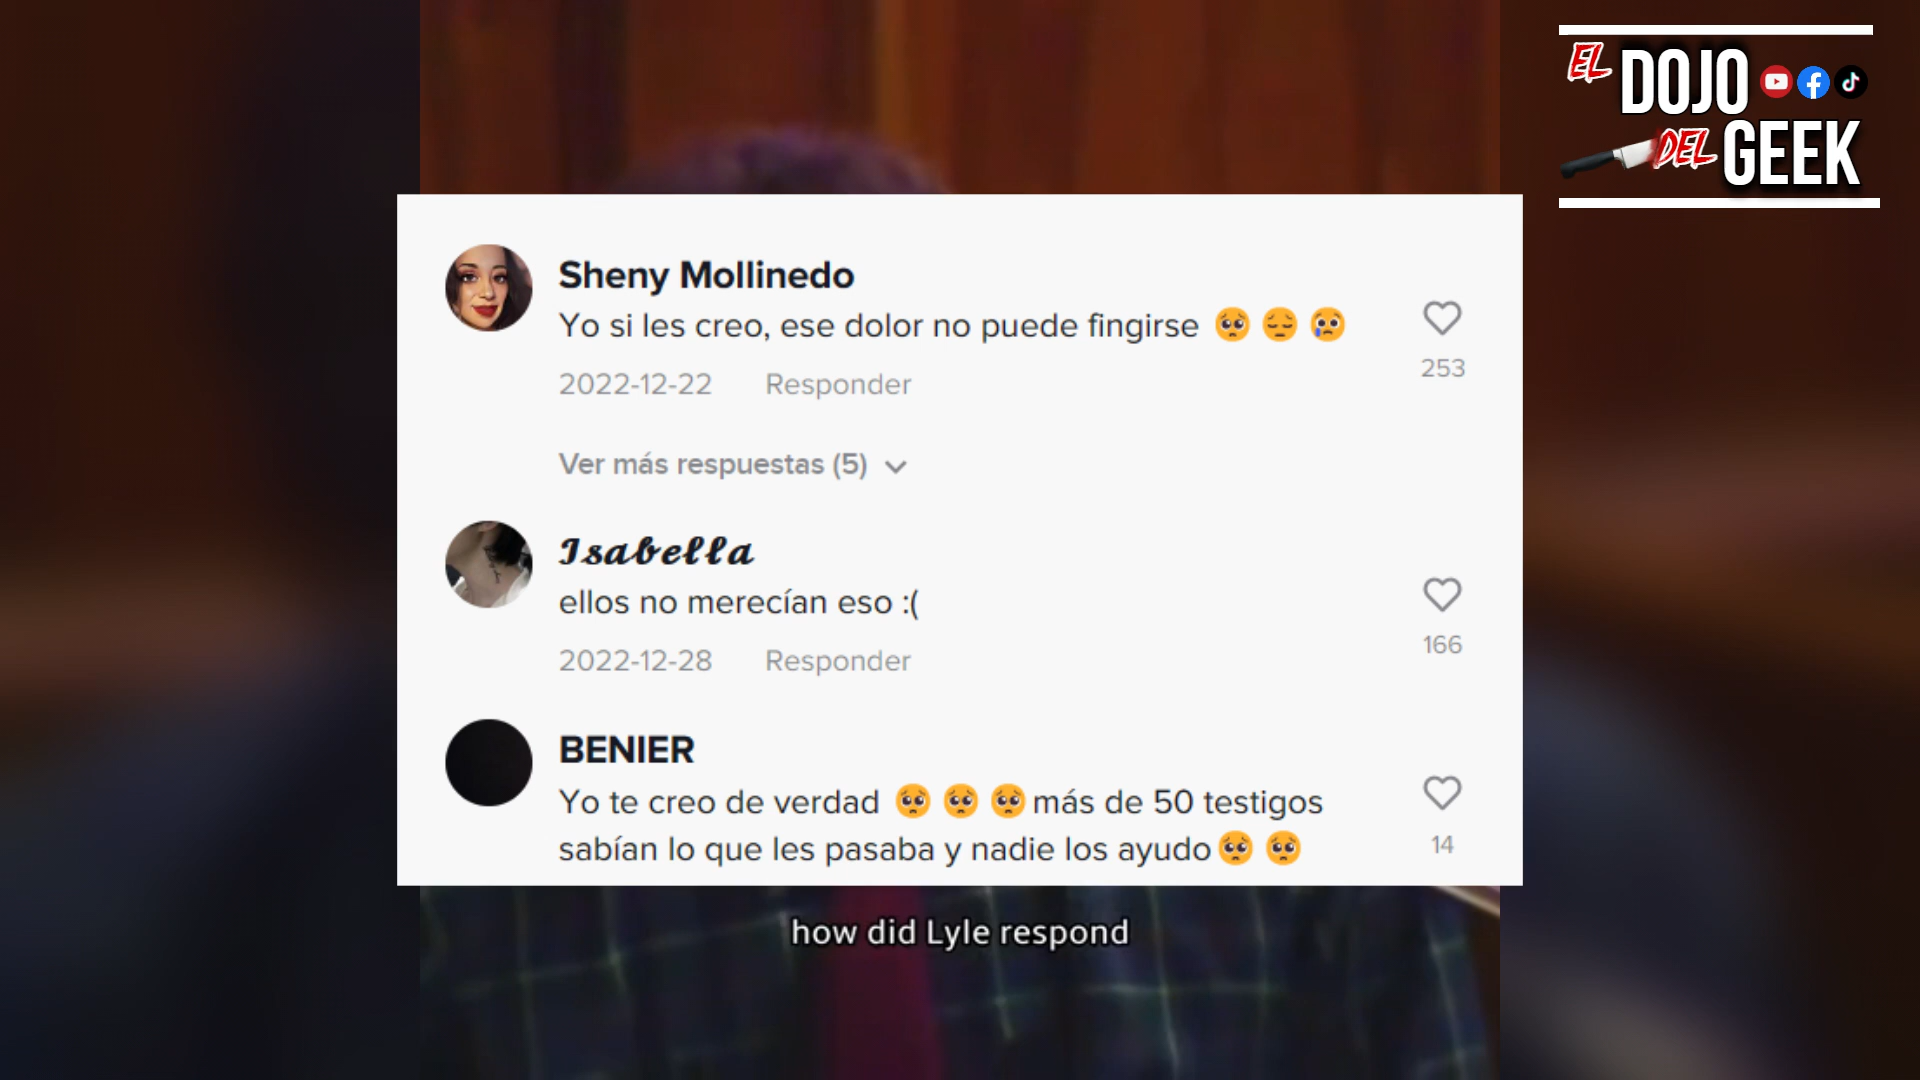 EL DOJO
DEL GEEK
Sheny Mollinedo
Yo si les creo, ese dolor no puede fingirse 🥺 😔 😢
253
2022-12-22 Responder
Ver más respuestas (5)
𝓘𝓼𝓪𝓫𝓮𝓵𝓵𝓪
ellos no merecían eso :(
166
2022-12-28 Responder
BENIER
Yo te creo de verdad 🥺 🥺 🥺 más de 50 testigos
sabían lo que les pasaba y nadie los ayudo 🥺 🥺
14
how did Lyle respond